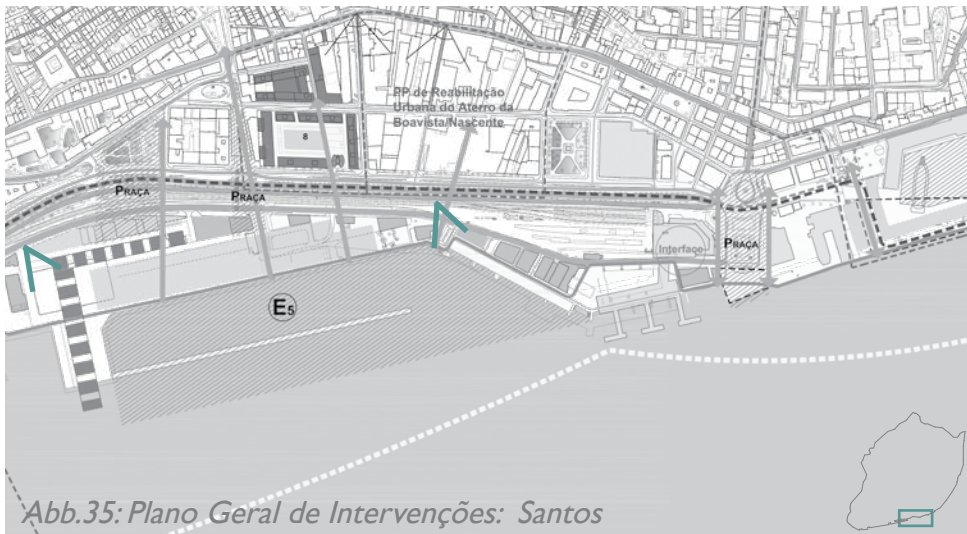 PP de Reabilitação
Urbana do Aterro da
Boavista/Nascente
8
PRAÇA
PRAÇA
PRAÇA
Interface
E5
Abb.35: Plano Geral de Intervenções: Santos